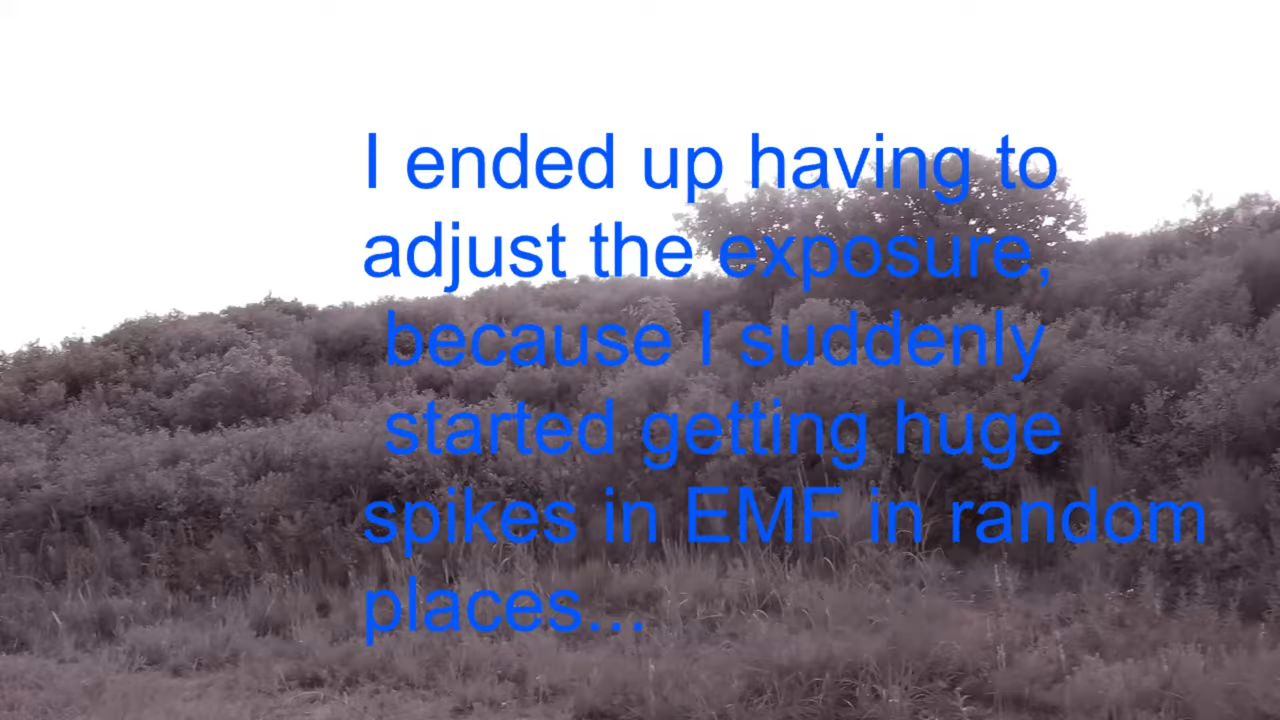 I ended up having to
adjust the exposure,
because I suddenly
started getting huge
spikes in EMF in random
places...